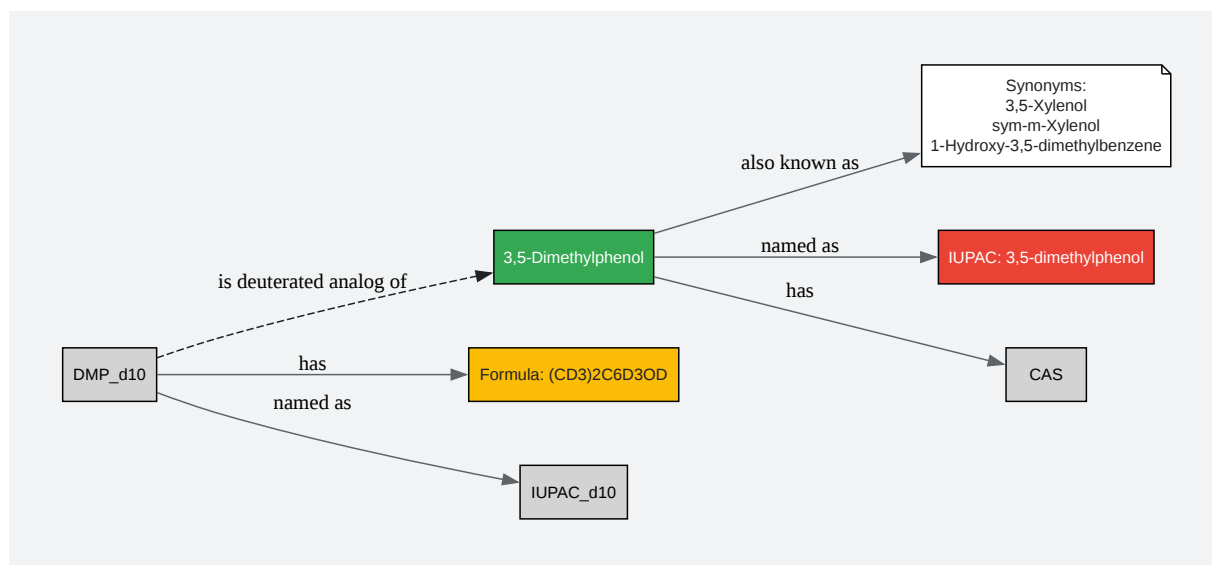 Synonyms:
3,5-Xylenol
sym-m-Xylenol
1-Hydroxy-3,5-dimethylbenzene
also known as
3,5-Dimethylphenol
named as
IUPAC: 3,5-dimethylphenol
is deuterated analog of
has
DMP_d10
has
Formula: (CD3)2C6D3OD
CAS
named as
IUPAC_d10